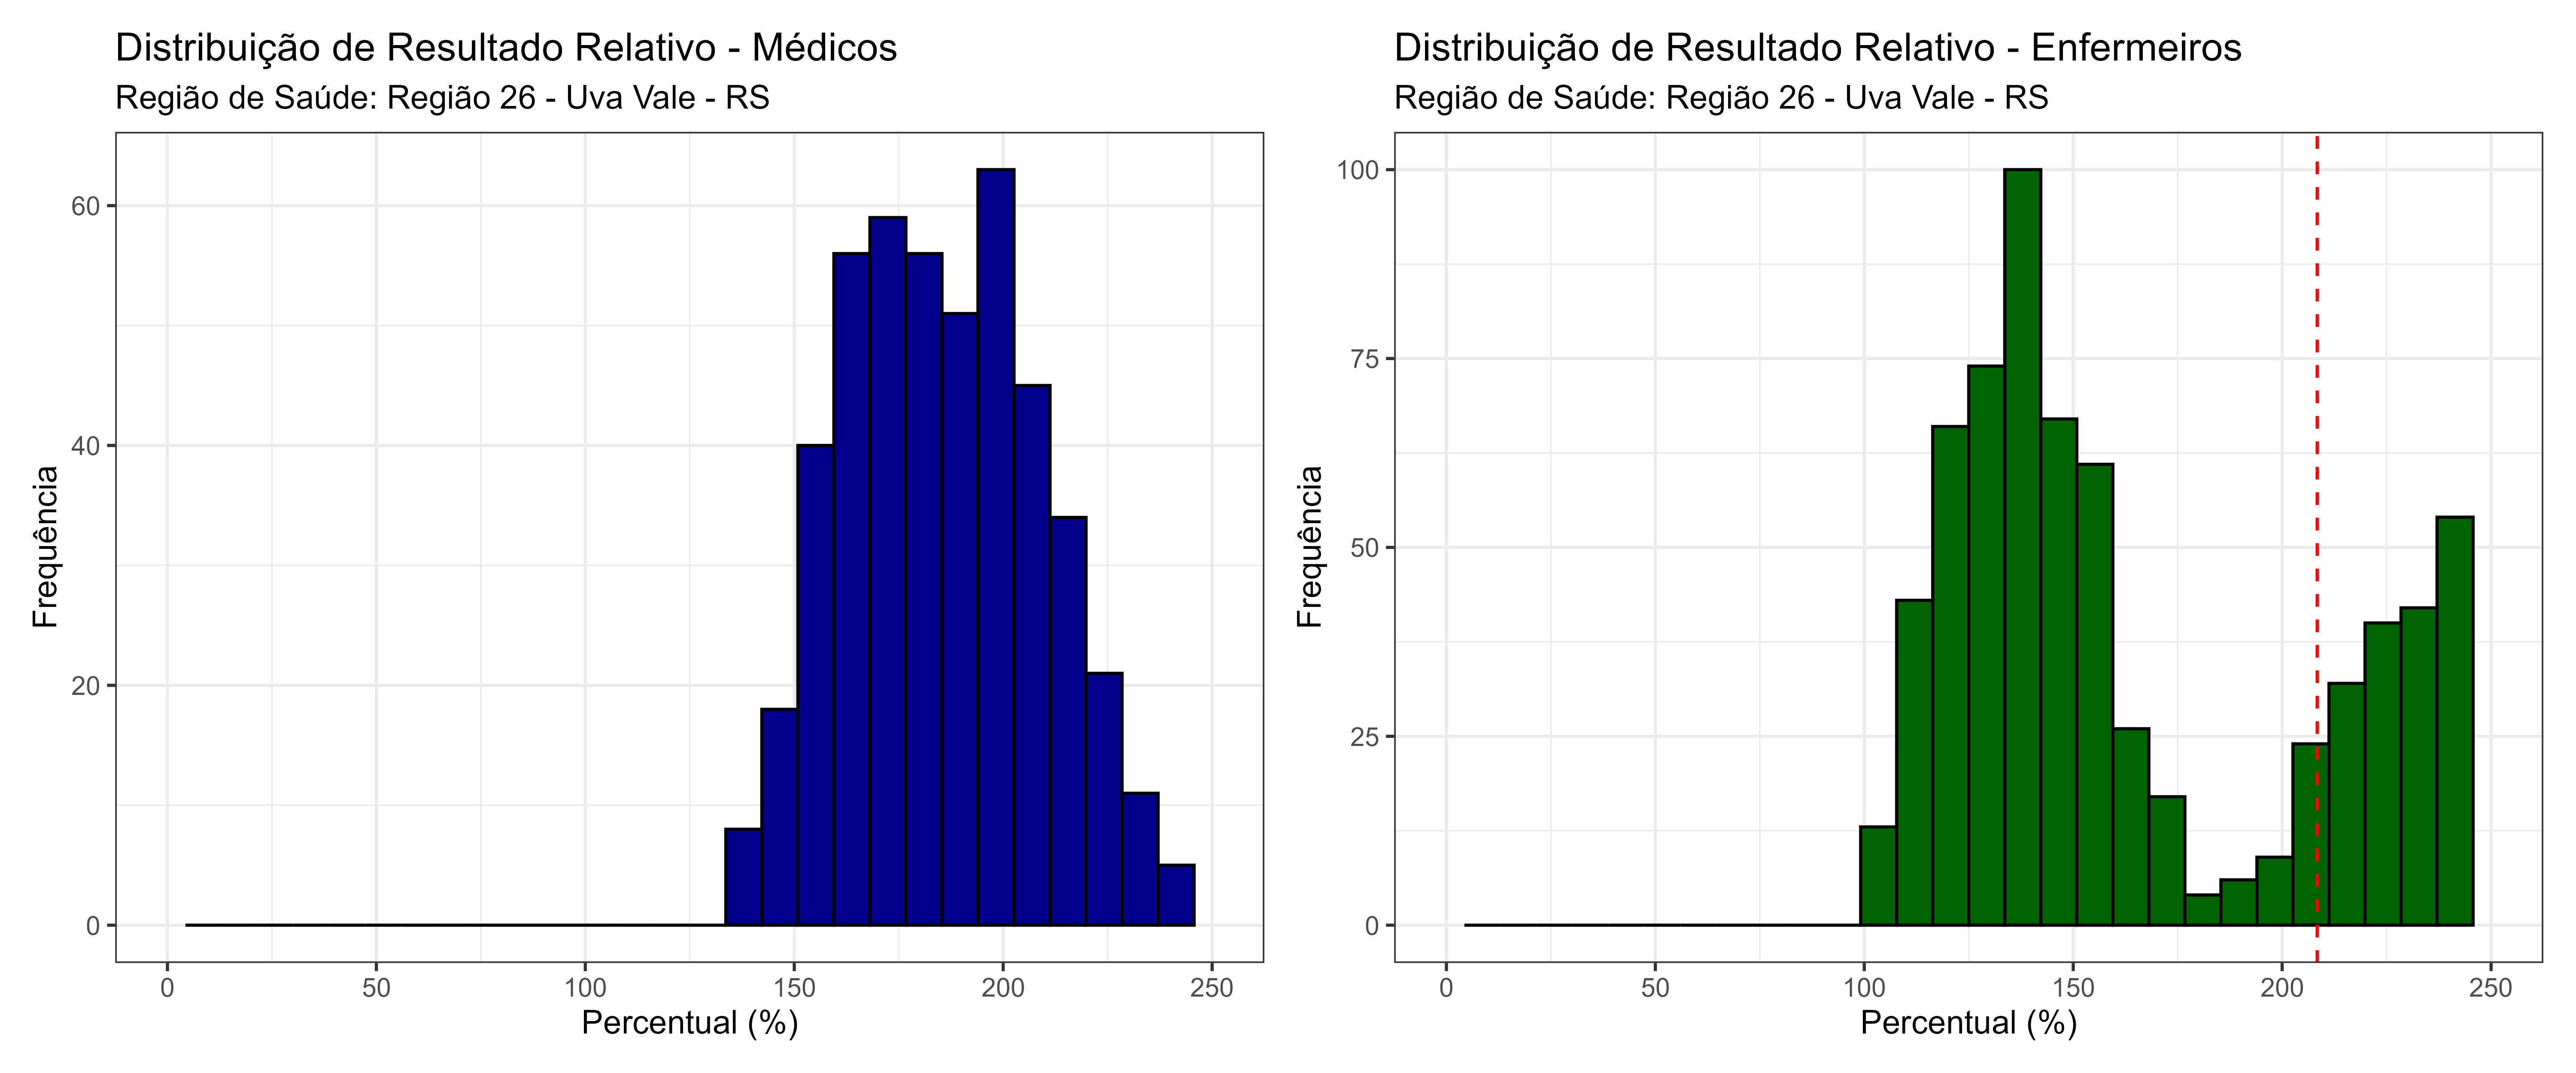 Distribuição de Resultado Relativo - Médicos
Região de Saúde: Região 26 - Uva Vale - RS
Frequência
60
40
20
0
0 50 100 150 200 250
Percentual (%)
Distribuição de Resultado Relativo - Enfermeiros
Região de Saúde: Região 26 - Uva Vale - RS
Frequência
100
75
50
25
0
0 50 100 150 200 250
Percentual (%)